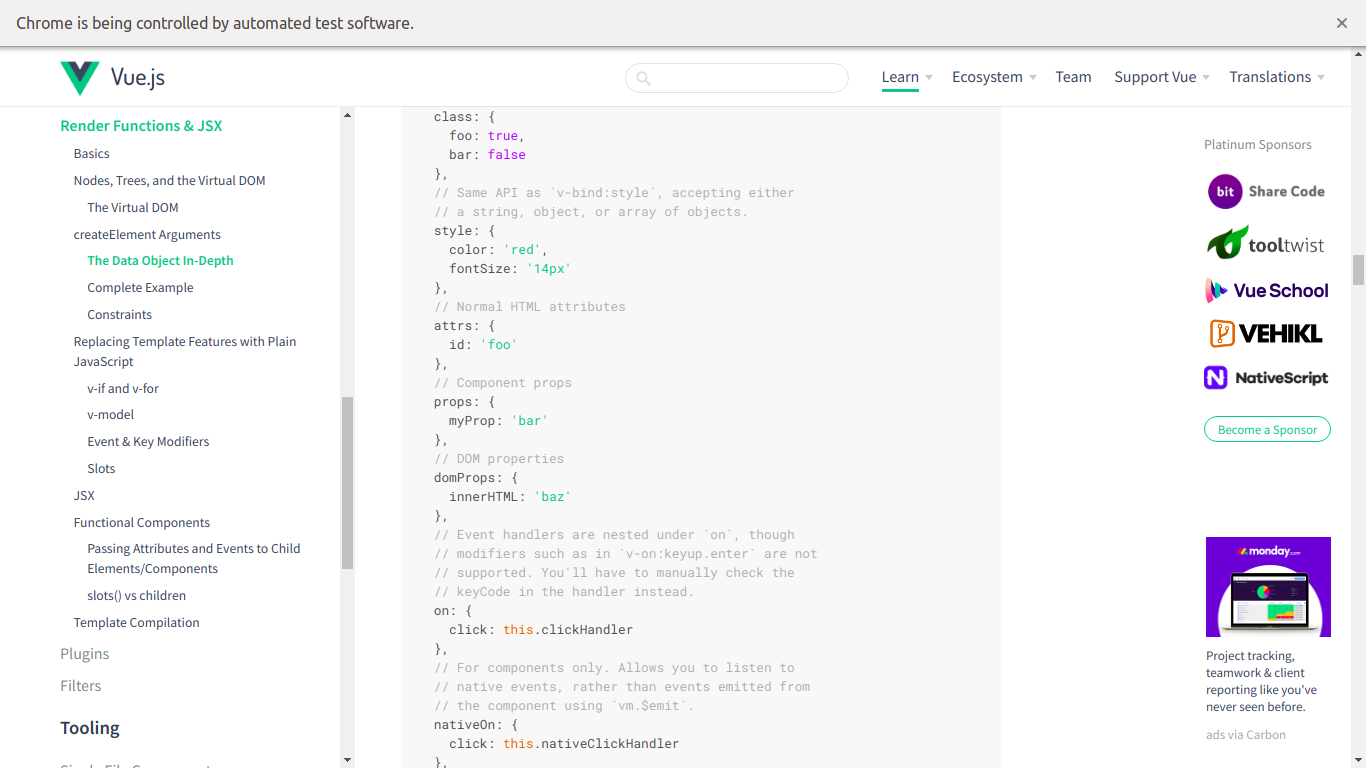 Chrome is being controlled by automated test software.
Vue.js
Learn
Ecosystem
Team
Support Vue
Translations
Render Functions & JSX
Basics
Nodes, Trees, and the Virtual DOM
The Virtual DOM
createElement Arguments
The Data Object In-Depth
Complete Example
Constraints
Replacing Template Features with Plain
JavaScript
v-if and v-for
v-model
Event & Key Modifiers
Slots
JSX
Functional Components
Passing Attributes and Events to Child
Elements/Components
slots() vs children
Template Compilation
Plugins
Filters
Tooling
class: {
foo: true,
bar: false
},
// Same API as `v-bind:style`, accepting either
// a string, object, or array of objects.
style: {
color: 'red',
fontSize: '14px'
},
// Normal HTML attributes
attrs: {
id: 'foo'
},
// Component props
props: {
myProp: 'bar'
},
// DOM properties
domProps: {
innerHTML: 'baz'
},
// Event handlers are nested under `on`, though
// modifiers such as in `v-on:keyup.enter` are not
// supported. You'll have to manually check the
// keyCode in the handler instead.
on: {
click: this.clickHandler
},
// For components only. Allows you to listen to
// native events, rather than events emitted from
// the component using `vm.$emit`.
nativeOn: {
click: this.nativeClickHandler
},
Platinum Sponsors
bit Share Code
tooltwist
Vue School
VEHIKL
NativeScript
Become a Sponsor
monday.com
Project tracking,
teamwork & client
reporting like you've
never seen before.
ads via Carbon